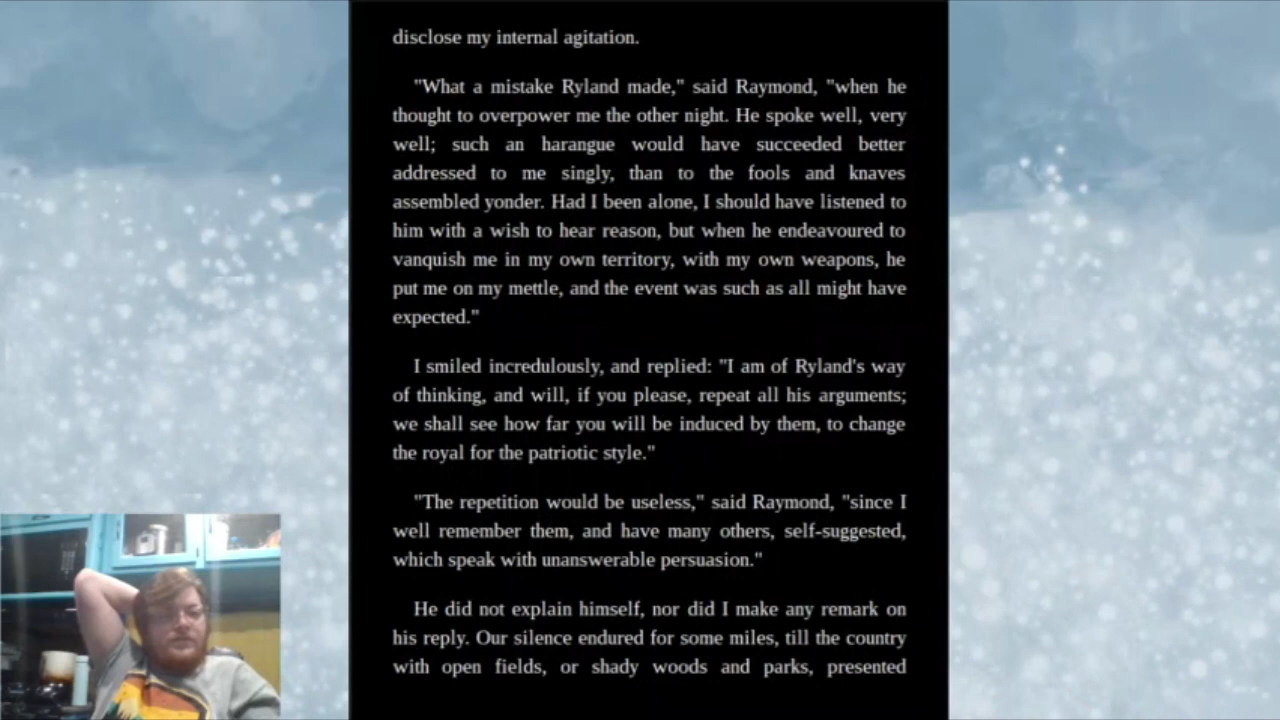 disclose my internal agitation.
"What a mistake Ryland made," said Raymond, "when he
thought to overpower me the other night. He spoke well, very
well; such an harangue would have succeeded better
addressed to me singly, than to the fools and knaves
assembled yonder. Had I been alone, I should have listened to
him with a wish to hear reason, but when he endeavoured to
vanquish me in my own territory, with my own weapons, he
put me on my mettle, and the event was such as all might have
expected."
I smiled incredulously, and replied: "I am of Ryland's way
of thinking, and will, if you please, repeat all his arguments;
we shall see how far you will be induced by them, to change
the royal for the patriotic style."
"The repetition would be useless," said Raymond, "since I
well remember them, and have many others, self-suggested,
which speak with unanswerable persuasion."
He did not explain himself, nor did I make any remark on
his reply. Our silence endured for some miles, till the country
with open fields, or shady woods and parks, presented